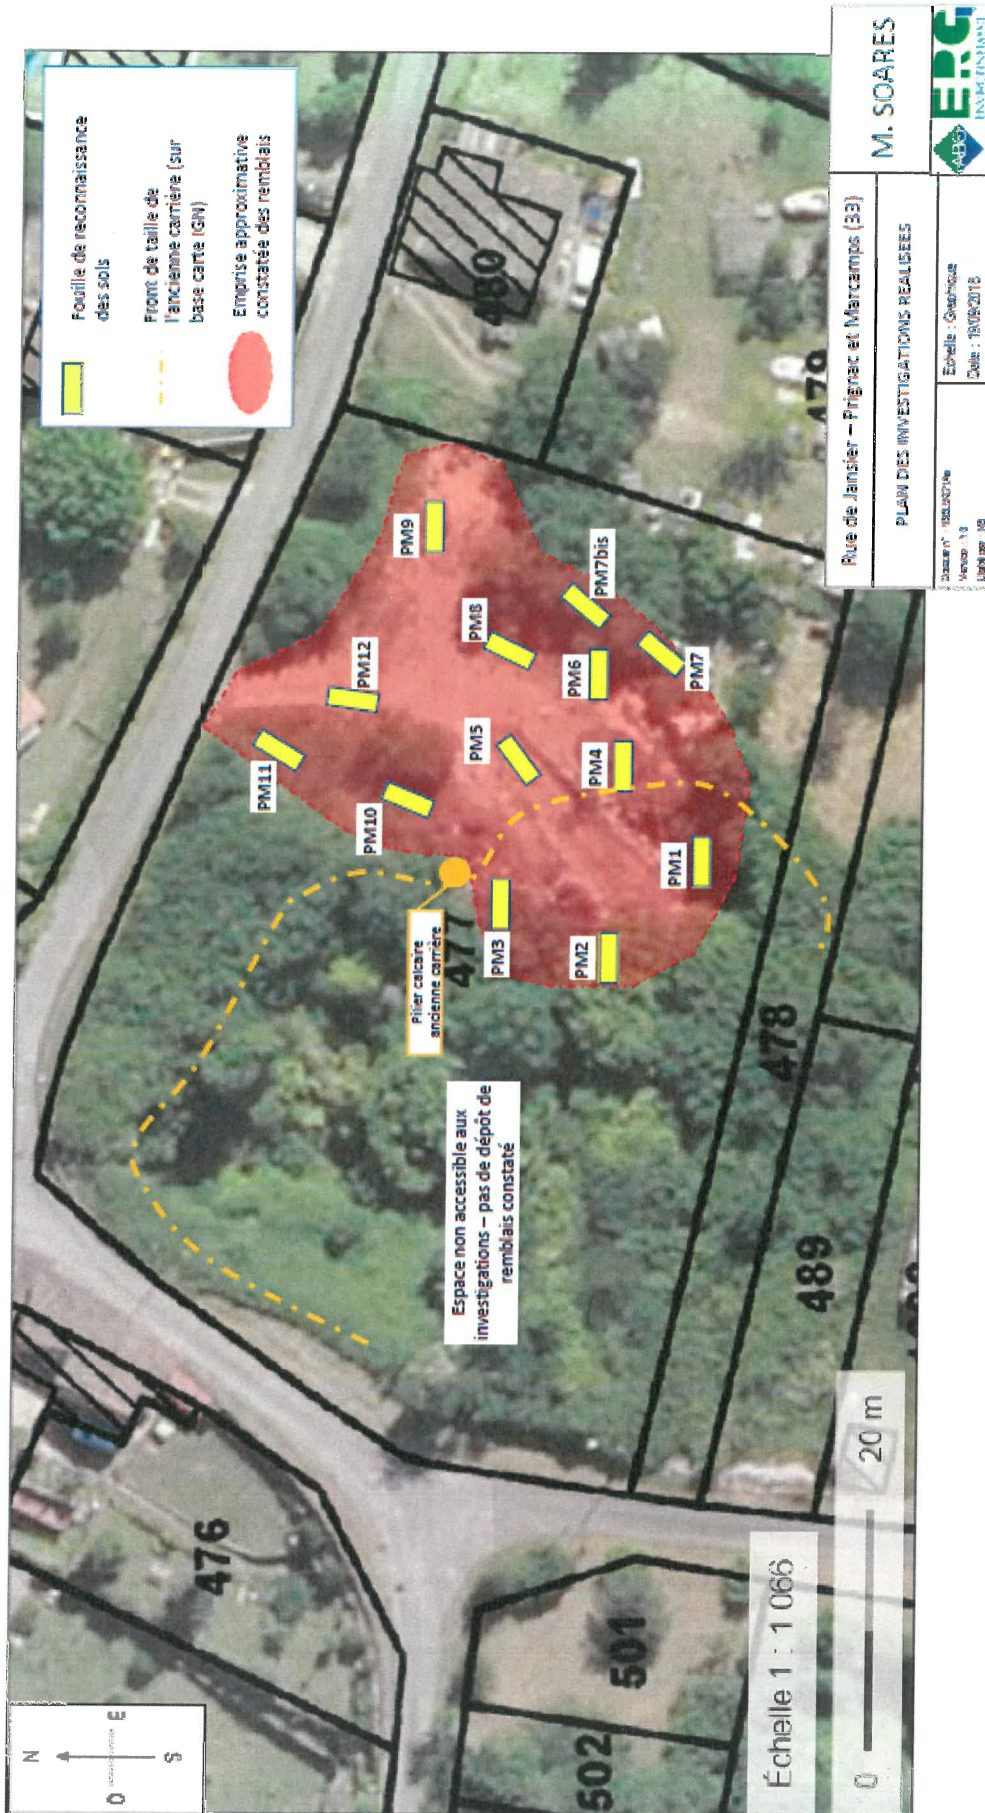 N
O
E
S
Fouille de reconnaissance
des sols
Front de taille de
l'ancienne carrière (sur
base carte IGN)
Emprise approximative
constatée des remblais
476
480
479
477
478
489
501
502
PM11
PM12
PM9
PM10
PM5
PM8
PM7bis
PM6
PM7
PM4
PM3
PM2
PM1
Pilier calcaire
ancienne carrière
Espace non accessible aux
investigations – pas de dépôt de
remblais constaté
Échelle 1 : 1 066
0
20 m
Rue de Jansier – Prignac et Marcamps (33)
M. SOARES
PLAN DES INVESTIGATIONS REALISEES
Echelle : Graphique
Date : 19/09/2018
ERG
ENVIRONNEMENT